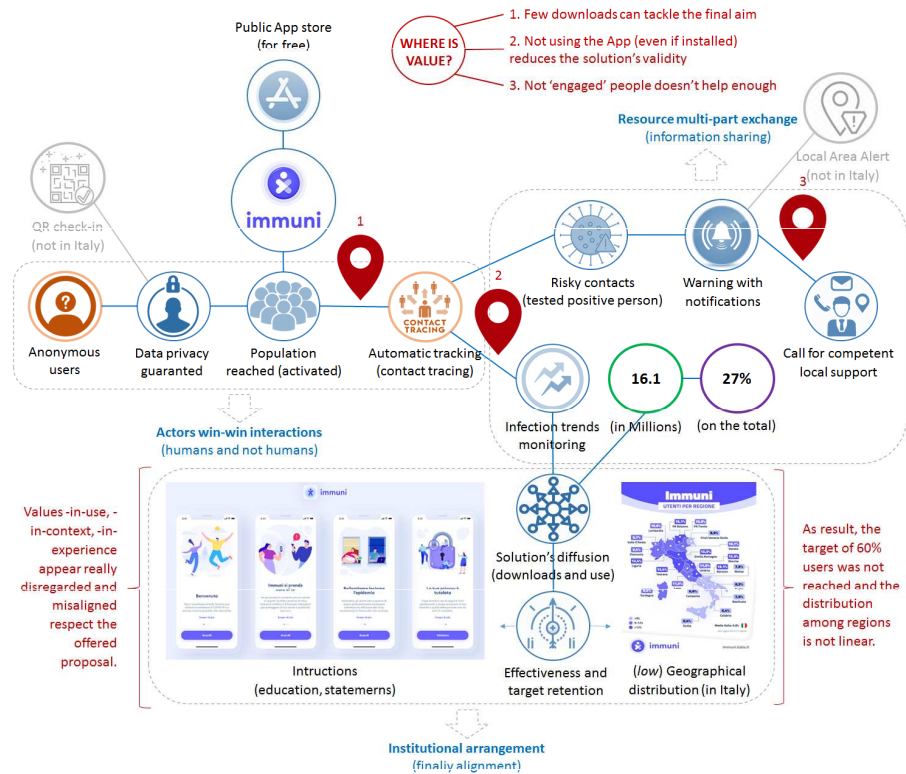 Public App store
(for free)
WHERE IS
VALUE?
1. Few downloads can tackle the final aim
2. Not using the App (even if installed)
reduces the solution's validity
3. Not 'engaged' people doesn't help enough
Resource multi-part exchange
(information sharing)
Local Area Alert
(not in Italy)
QR check-in
(not in Italy)
immuni
1
2
3
CONTACT
TRACING
Anonymous
users
Data privacy
guaranteed
Population
reached (activated)
Automatic tracking
(contact tracing)
Risky contacts
(tested positive person)
Warning with
notifications
Call for competent
local support
Infection trends
monitoring
16.1
(in Millions)
27%
(on the total)
Actors win-win interactions
(humans and not humans)
Values -in-use, -
in-context, -in-
experience
appear really
disregarded and
misaligned
respect the
offered
proposal.
immuni
Benvenuto
Immuni si prende
Intructions
(education, statemerns)
Solution's diffusion
(downloads and use)
Effectiveness and
target retention
Immuni
UTENTI PER REGIONE
immuni
(low) Geographical
distribution (in Italy)
As result, the
target of 60%
users was not
reached and the
distribution
among regions
is not linear.
Institutional arrangement
(finally alignment)